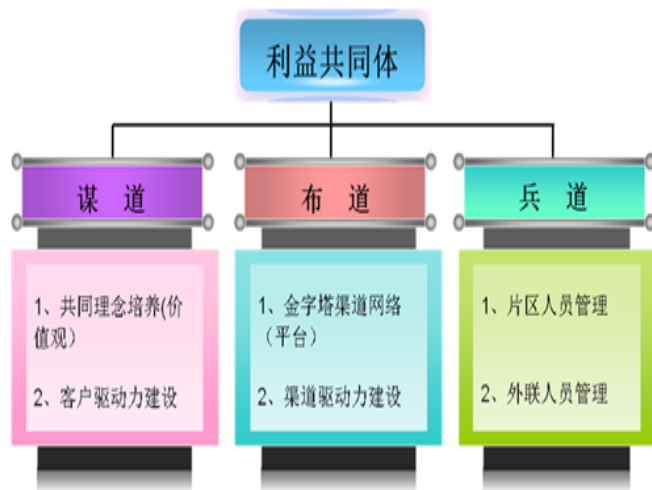 利益共同体
谋 道
布 道
兵 道
1、共同理念培养(价
值观）
2、客户驱动力建设
1、金字塔渠道网络
（平台）
2、渠道驱动力建设
1、片区人员管理
2、外联人员管理